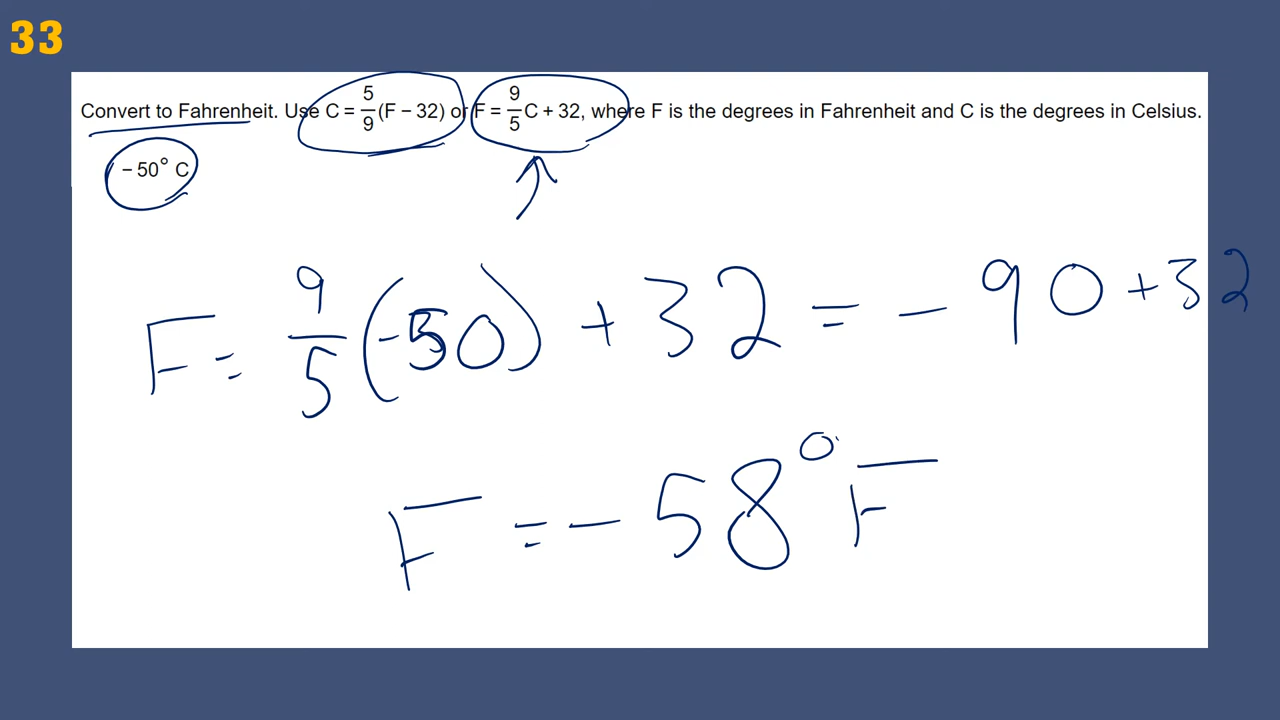 33
Convert to Fahrenheit. Use C = 5/9 (F − 32) or F = 9/5 C + 32, where F is the degrees in Fahrenheit and C is the degrees in Celsius.
− 50° C
F = 9/5 (-50) + 32 = - 90 + 32
F = - 58° F